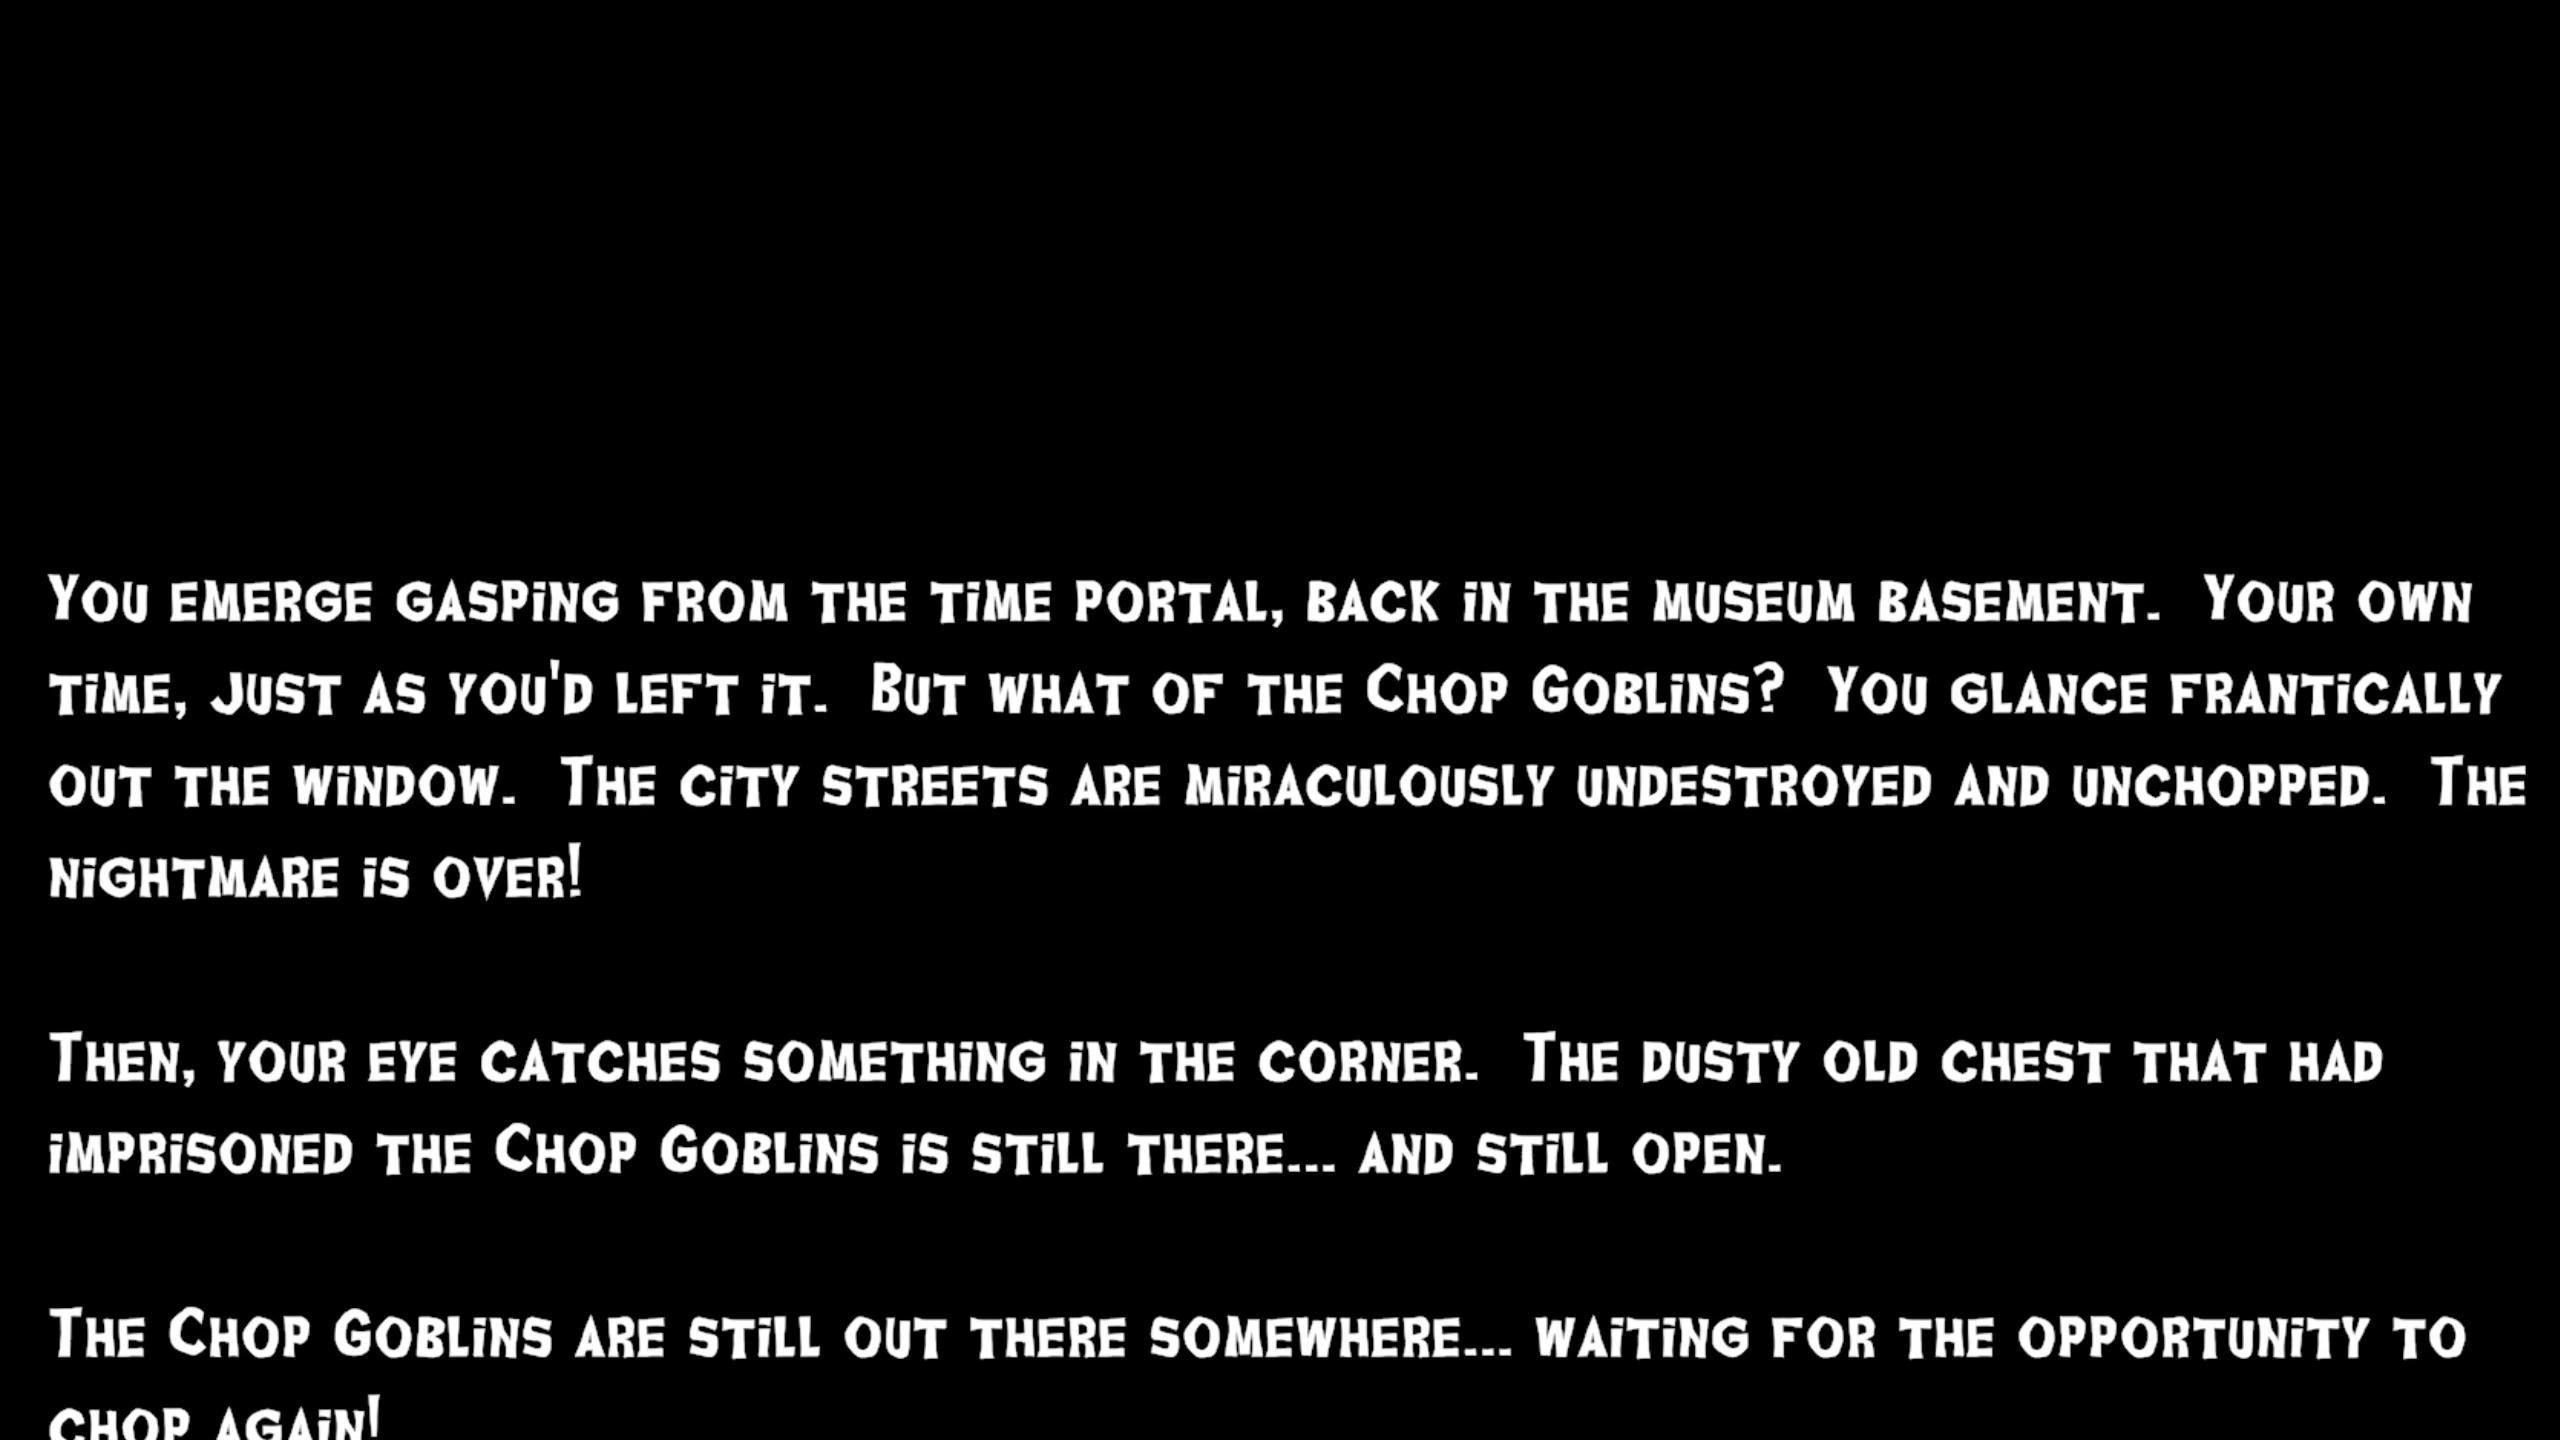 You emerge gasping from the time portal, back in the museum basement.  Your own
time, just as you'd left it.  But what of the Chop Goblins?  You glance frantically
out the window.  The city streets are miraculously undestroyed and unchopped.  The
nightmare is over!
Then, your eye catches something in the corner.  The dusty old chest that had
imprisoned the Chop Goblins is still there... and still open.
The Chop Goblins are still out there somewhere... waiting for the opportunity to
chop again!